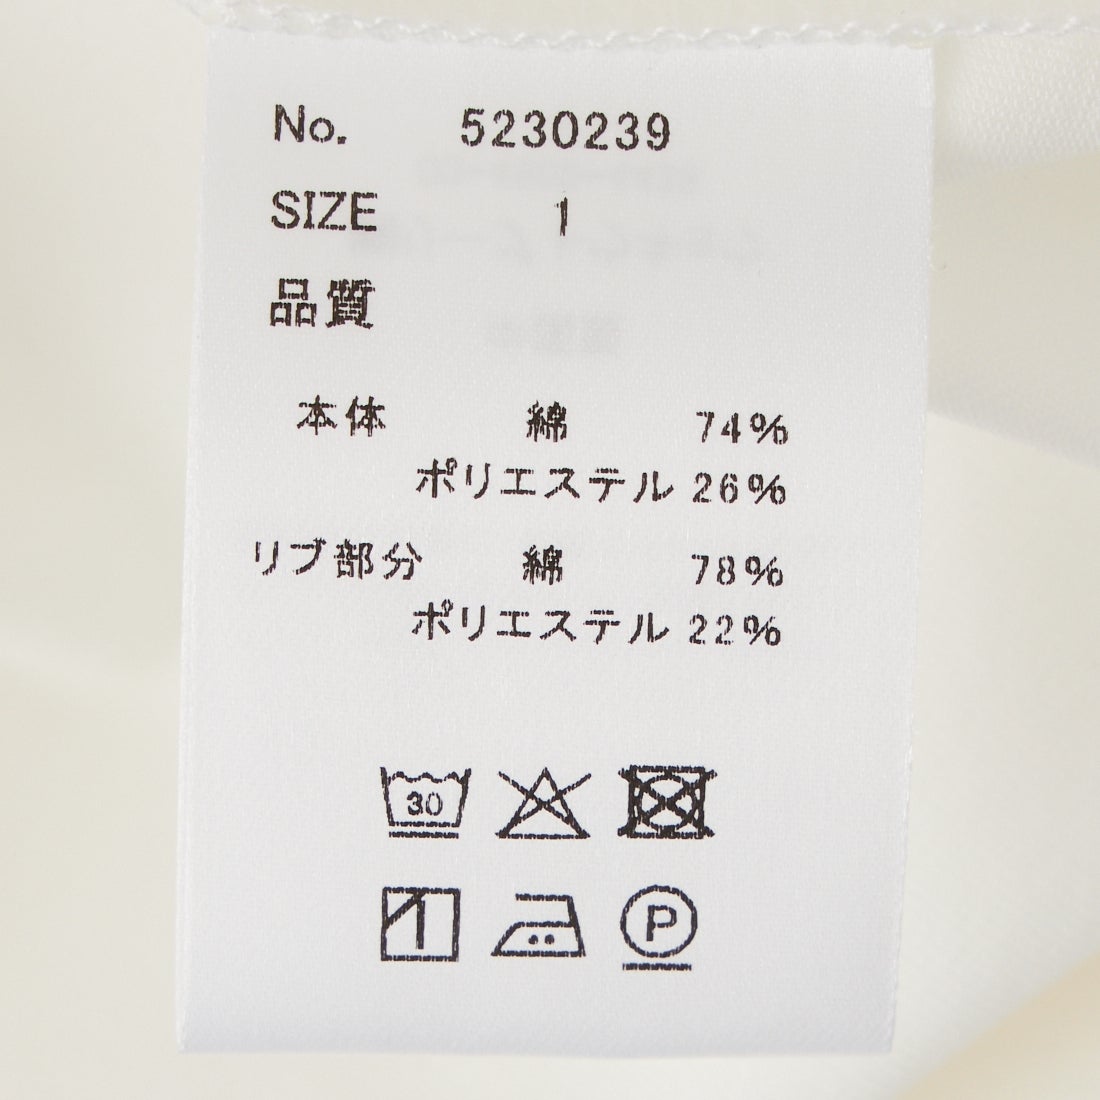 No. 5230239
SIZE 1
品質
本体 綿 74%
ポリエステル 26%
リブ部分 綿 78%
ポリエステル 22%
30
P